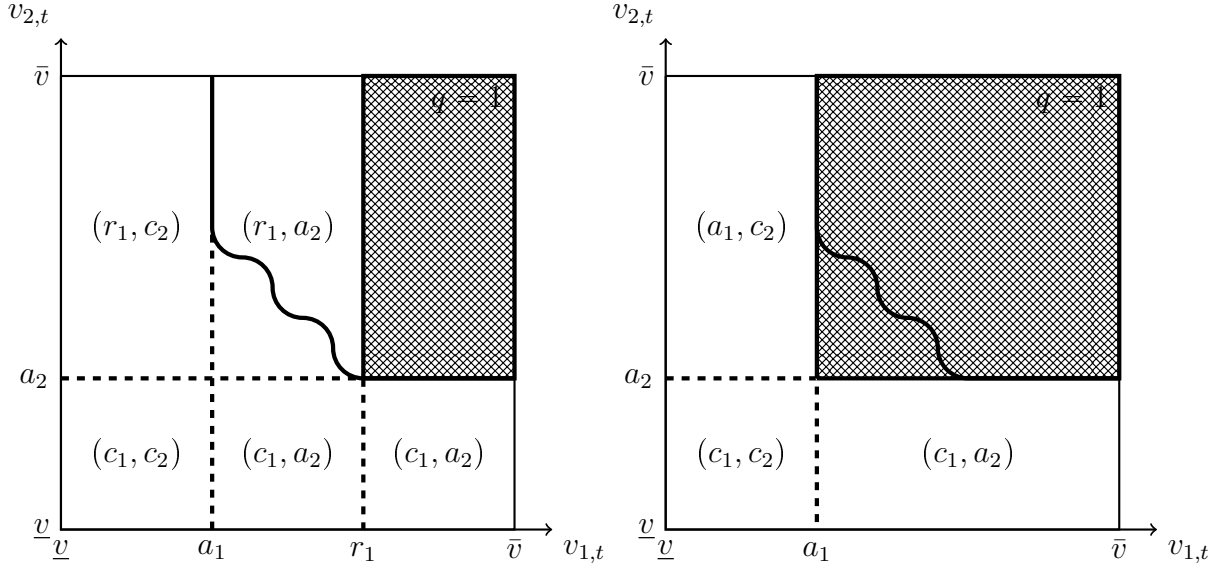 v_{2,t} v_{2,t}
v̄ q = 1 q = 1
(r_1, c_2) (r_1, a_2) (a_1, c_2)
a_2 a_2
(c_1, c_2) (c_1, a_2) (c_1, a_2) (c_1, c_2) (c_1, a_2)
v̲ v̲
v̲ a_1 r_1 v̄ v_{1,t} v̲ a_1 v̄ v_{1,t}